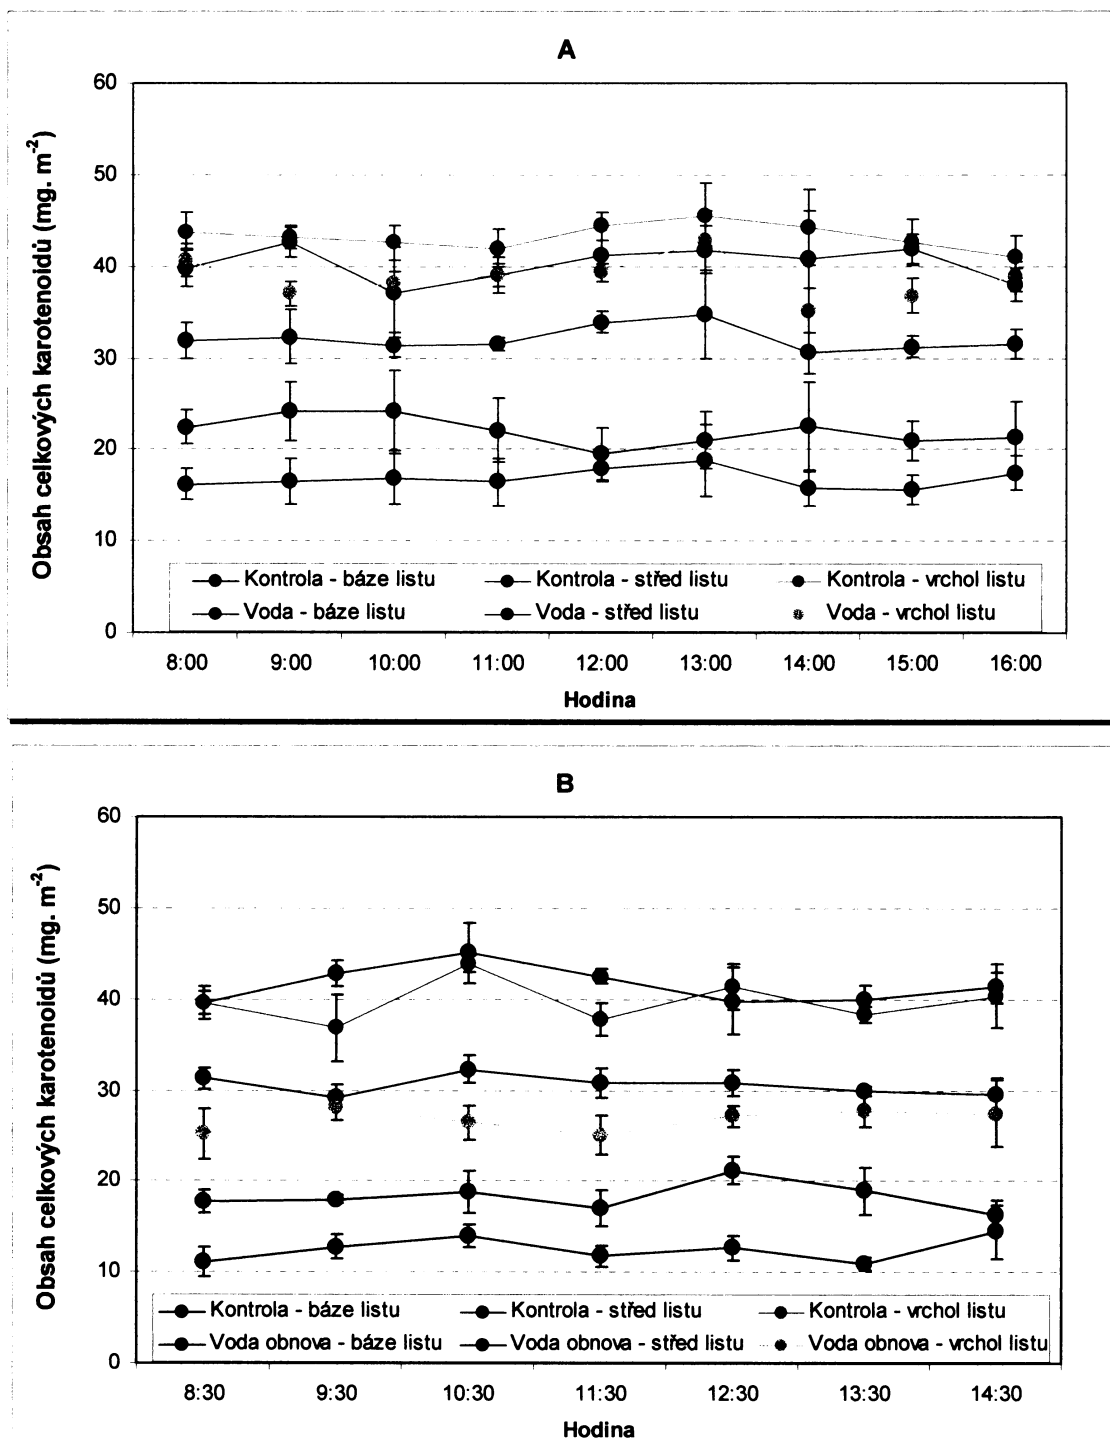 A
Obsah celkových karotenoidů (mg. m-2)
60
50
40
30
20
10
0
Kontrola - báze listu
Kontrola - střed listu
Kontrola - vrchol listu
Voda - báze listu
Voda - střed listu
Voda - vrchol listu
8:00 9:00 10:00 11:00 12:00 13:00 14:00 15:00 16:00
Hodina
B
Obsah celkových karotenoidů (mg. m-2)
60
50
40
30
20
10
0
Kontrola - báze listu
Kontrola - střed listu
Kontrola - vrchol listu
Voda obnova - báze listu
Voda obnova - střed listu
Voda obnova - vrchol listu
8:30 9:30 10:30 11:30 12:30 13:30 14:30
Hodina